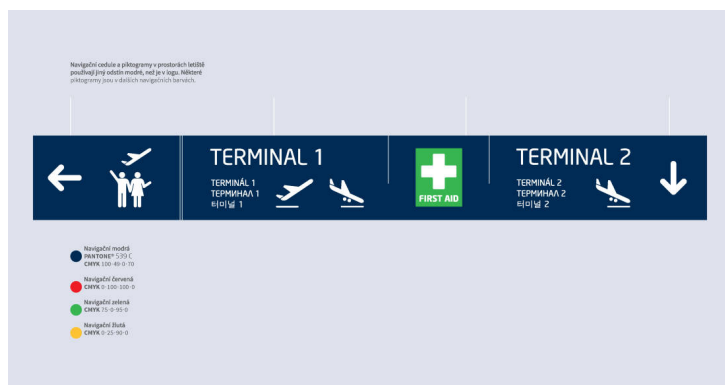 Navigační cedule a piktogramy v prostorách letiště
používají jiný odstín modré, než je v logu. Některé
piktogramy jsou v dalších navigačních barvách.
TERMINAL 1
TERMINÁL 1
ТЕРМИНАЛ 1
터미널 1
FIRST AID
TERMINAL 2
TERMINÁL 2
ТЕРМИНАЛ 2
터미널 2
Navigační modrá
PANTONE® 539 C
CMYK 100-49-0-70
Navigační červená
CMYK 0-100-100-0
Navigační zelená
CMYK 75-0-95-0
Navigační žlutá
CMYK 0-25-90-0